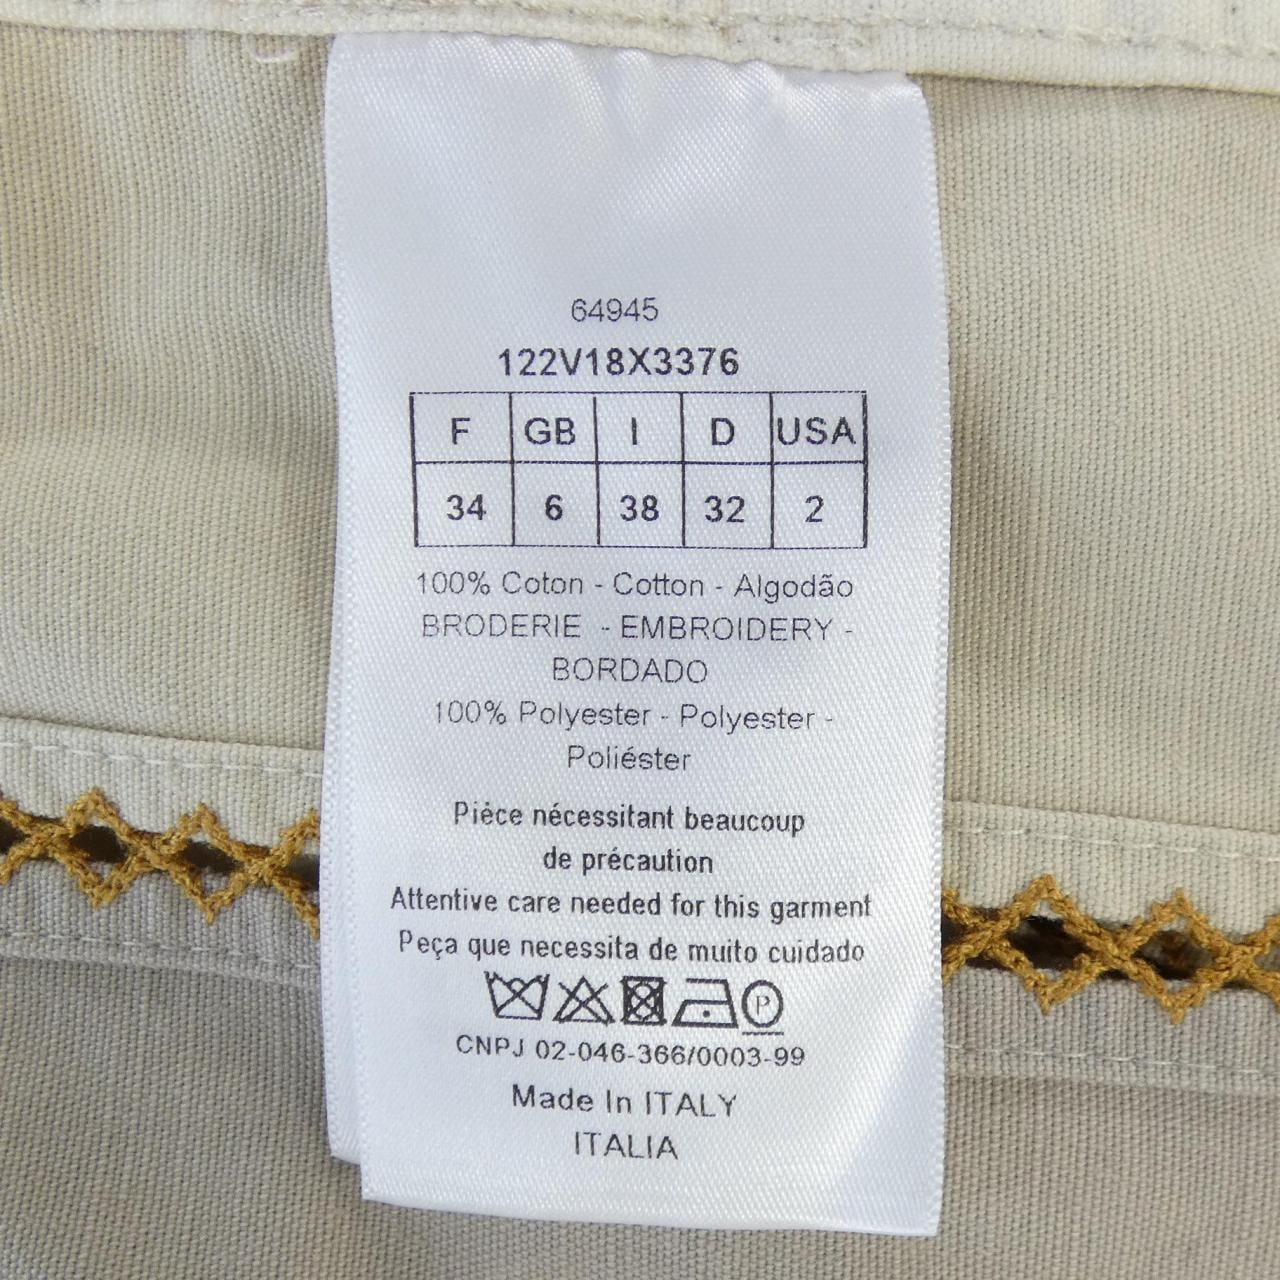 64945
122V18X3376
F GB I D USA
34 6 38 32 2
100% Coton - Cotton - Algodão
BRODERIE - EMBROIDERY -
BORDADO
100% Polyester - Polyester -
Poliéster
Pièce nécessitant beaucoup
de précaution
Attentive care needed for this garment
Peça que necessita de muito cuidado
P
CNPJ 02-046-366/0003-99
Made In ITALY
ITALIA